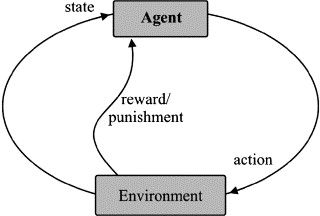 state
Agent
reward/
punishment
action
Environment